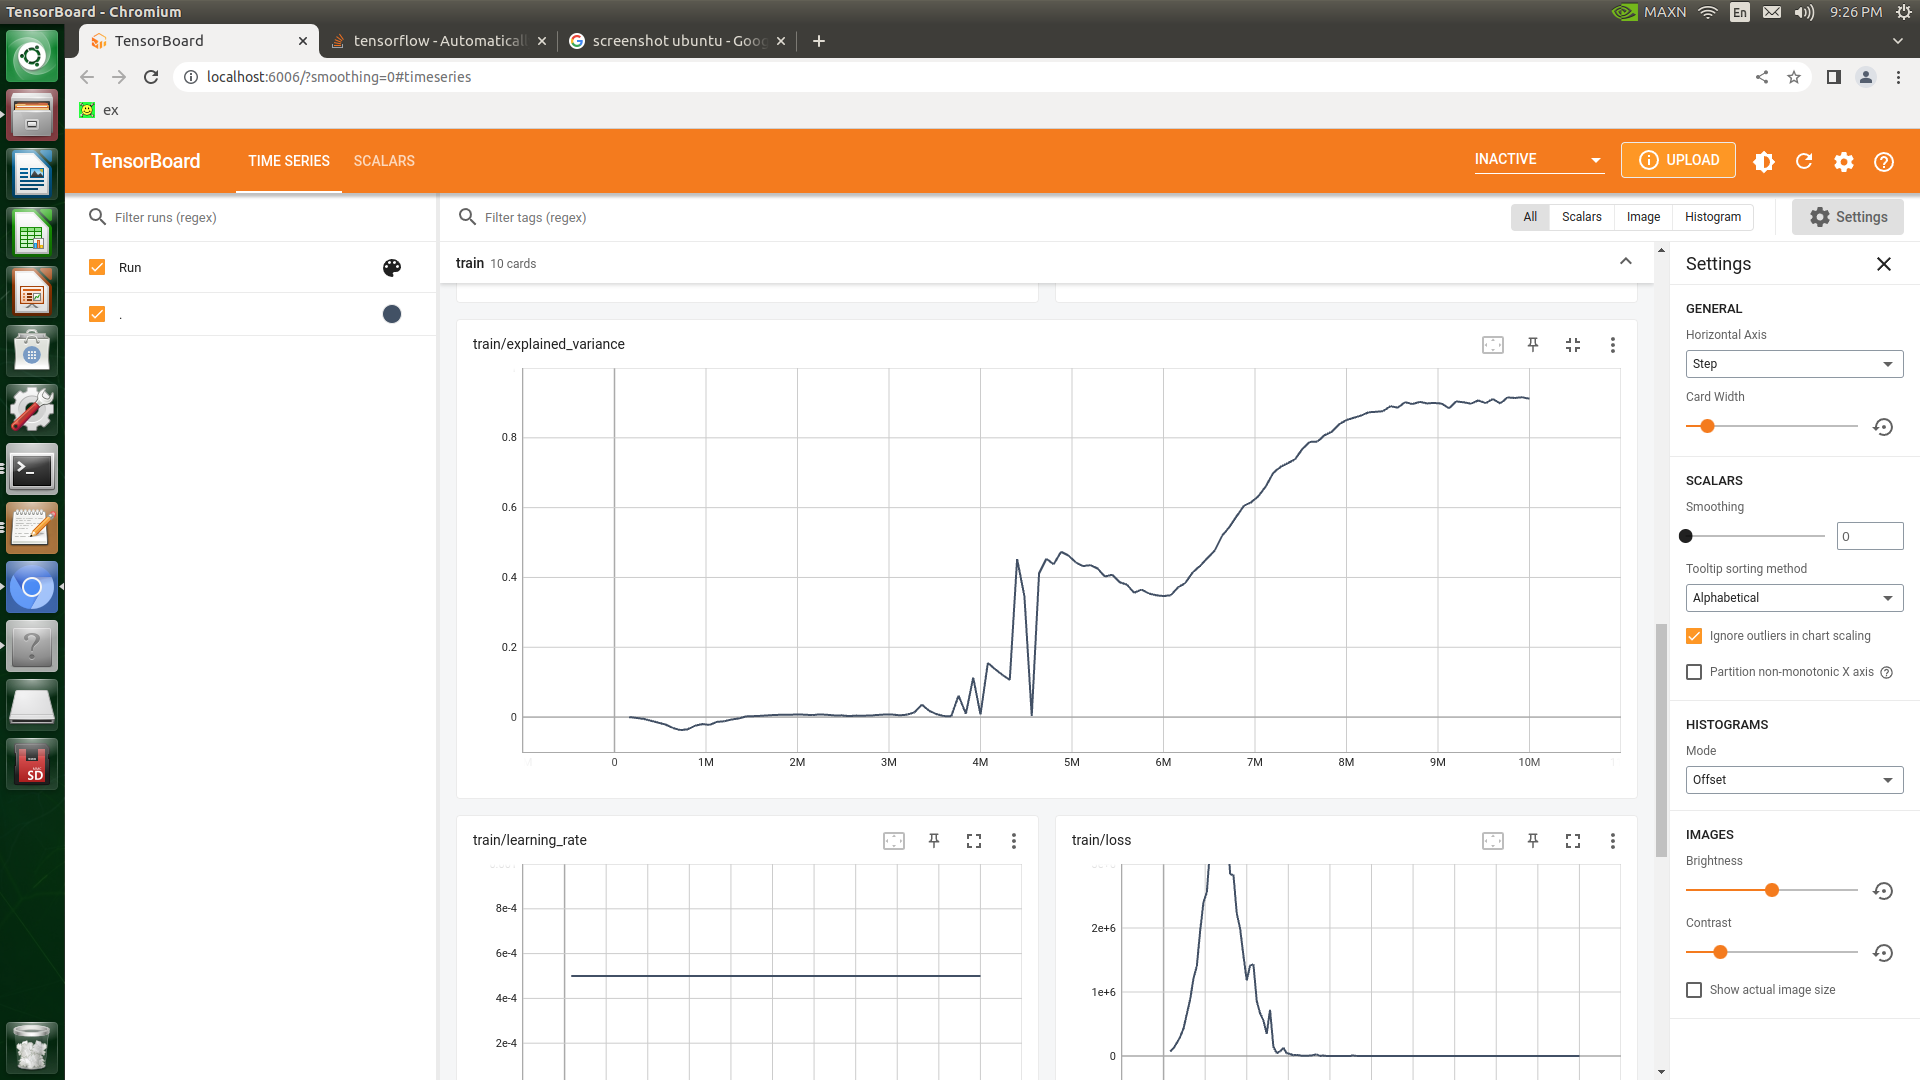 TensorBoard - Chromium
MAXN
En
9:26 PM
TensorBoard
tensorflow - Automaticall
screenshot ubuntu - Goog
localhost:6006/?smoothing=0#timeseries
ex
TensorBoard
TIME SERIES
SCALARS
INACTIVE
UPLOAD
Filter runs (regex)
Filter tags (regex)
All
Scalars
Image
Histogram
Settings
Run
.
train 10 cards
train/explained_variance
0.8
0.6
0.4
0.2
0
0 1M 2M 3M 4M 5M 6M 7M 8M 9M 10M
train/learning_rate
8e-4
6e-4
4e-4
2e-4
train/loss
2e+6
1e+6
0
Settings
GENERAL
Horizontal Axis
Step
Card Width
SCALARS
Smoothing
0
Tooltip sorting method
Alphabetical
Ignore outliers in chart scaling
Partition non-monotonic X axis
HISTOGRAMS
Mode
Offset
IMAGES
Brightness
Contrast
Show actual image size
SD